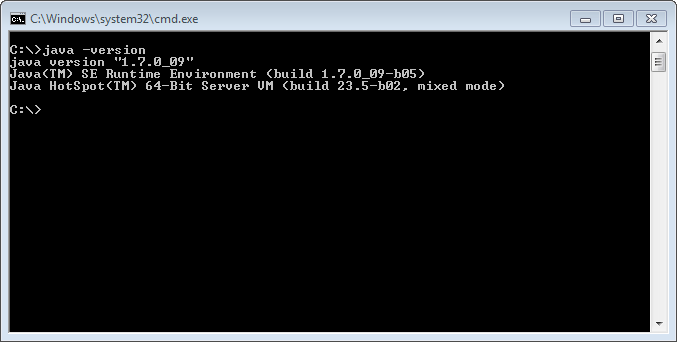 C:\Windows\system32\cmd.exe
C:\>java -version
java version "1.7.0_09"
Java(TM) SE Runtime Environment (build 1.7.0_09-b05)
Java HotSpot(TM) 64-Bit Server VM (build 23.5-b02, mixed mode)
C:\>